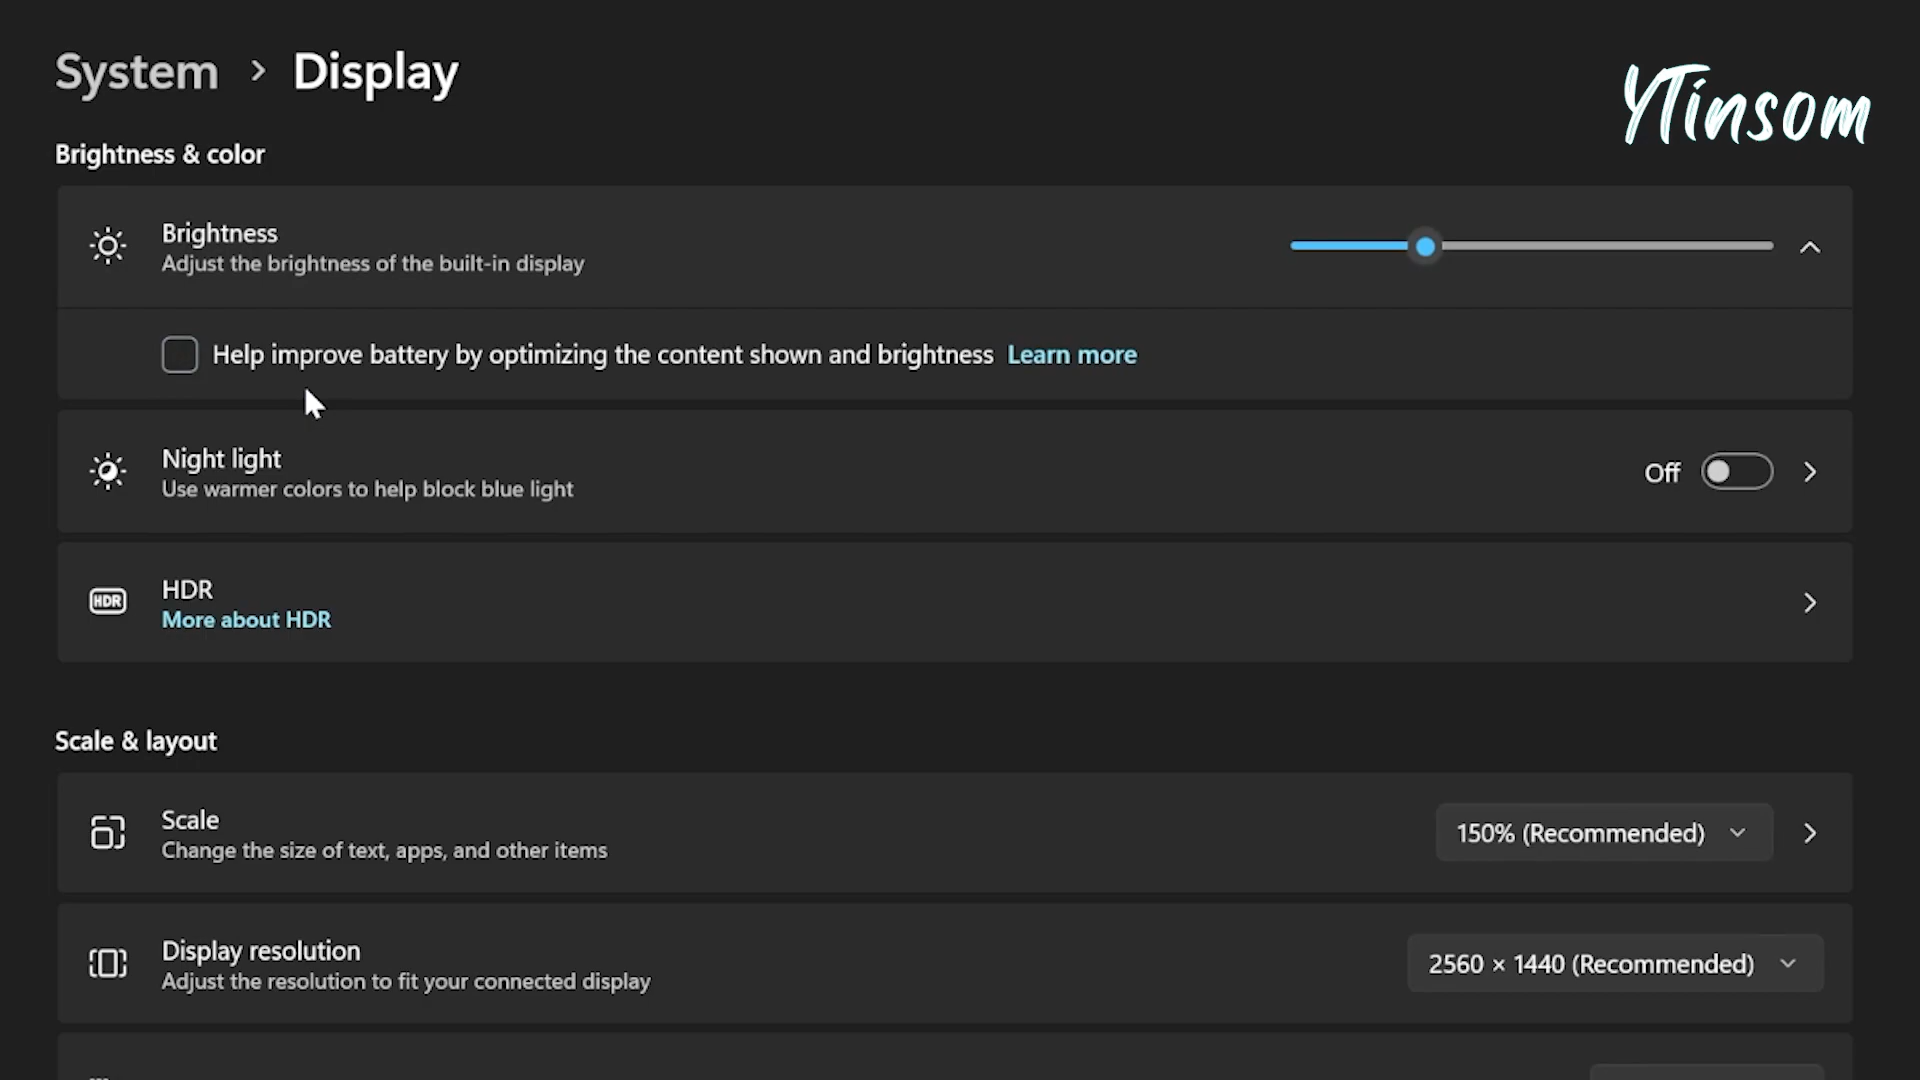 System > Display
YTinsom
Brightness & color
Brightness
Adjust the brightness of the built-in display
Help improve battery by optimizing the content shown and brightness Learn more
Night light
Use warmer colors to help block blue light
Off
HDR
HDR
More about HDR
Scale & layout
Scale
Change the size of text, apps, and other items
150% (Recommended)
Display resolution
Adjust the resolution to fit your connected display
2560 × 1440 (Recommended)